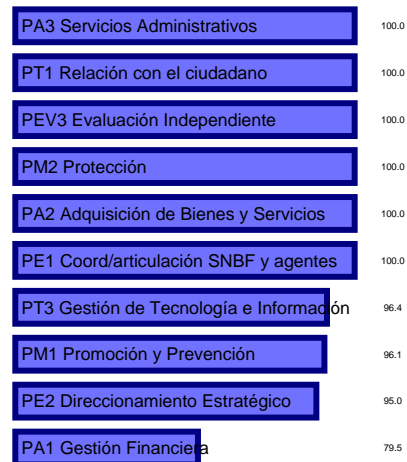 PA3 Servicios Administrativos 100.0
PT1 Relación con el ciudadano 100.0
PEV3 Evaluación Independiente 100.0
PM2 Protección 100.0
PA2 Adquisición de Bienes y Servicios 100.0
PE1 Coord/articulación SNBF y agentes 100.0
PT3 Gestión de Tecnología e Información 96.4
PM1 Promoción y Prevención 96.1
PE2 Direccionamiento Estratégico 95.0
PA1 Gestión Financiera 79.5